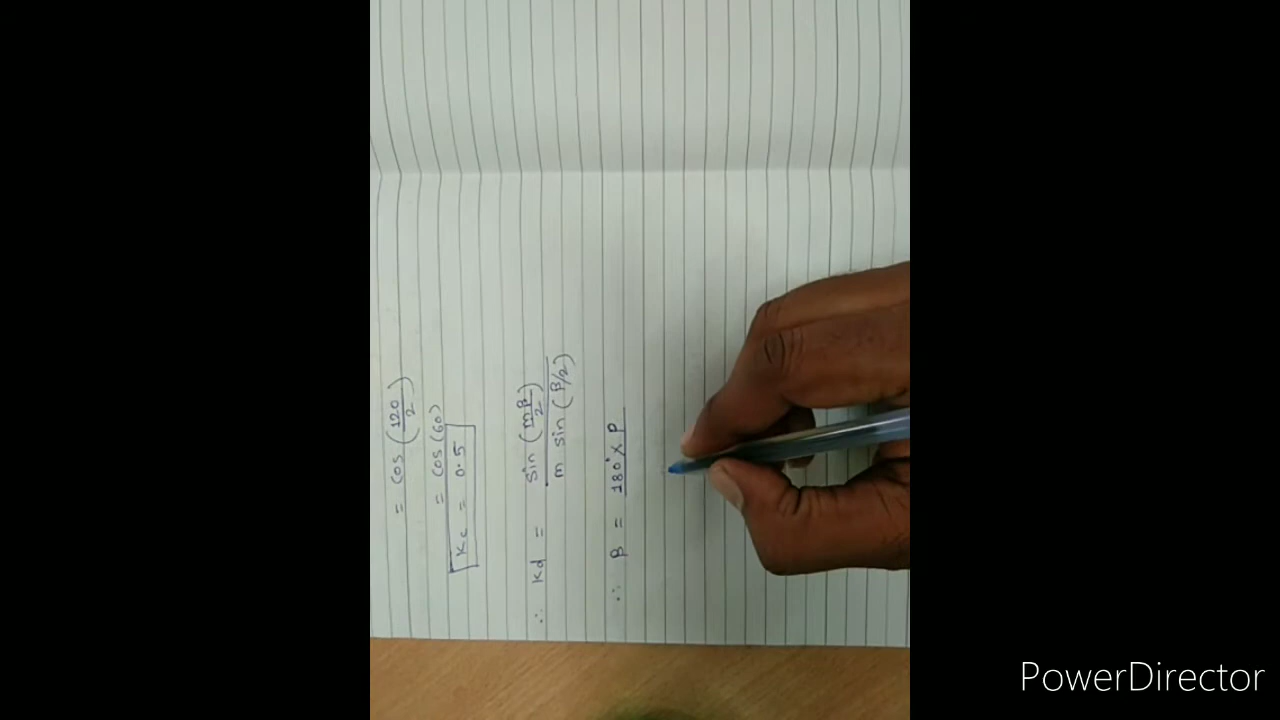 = cos (120/2)
= cos (60)
Kc = 0.5
∴ Kd = sin (mβ/2) / m sin (β/2)
∴ β = 180° × P
PowerDirector